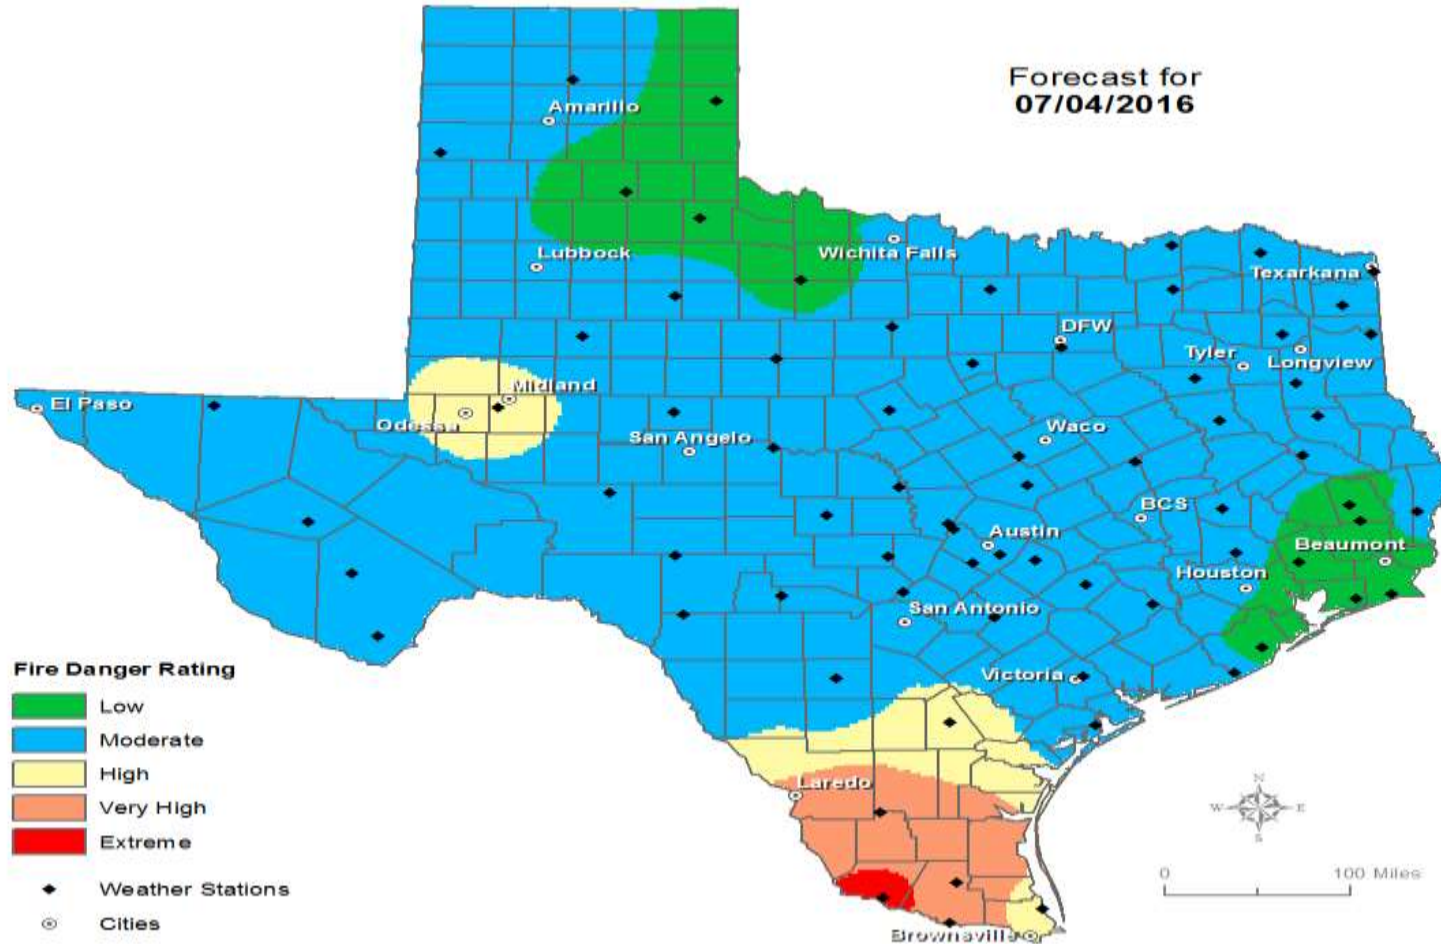 Forecast for
07/04/2016
Amarillo
Lubbock
Wichita Falls
Texarkana
DFW
Tyler
Longview
Midland
El Paso
Odessa
San Angelo
Waco
BCS
Austin
Beaumont
Houston
San Antonio
Victoria
Laredo
Brownsville
Fire Danger Rating
Low
Moderate
High
Very High
Extreme
Weather Stations
Cities
N
W E
S
0 100 Miles